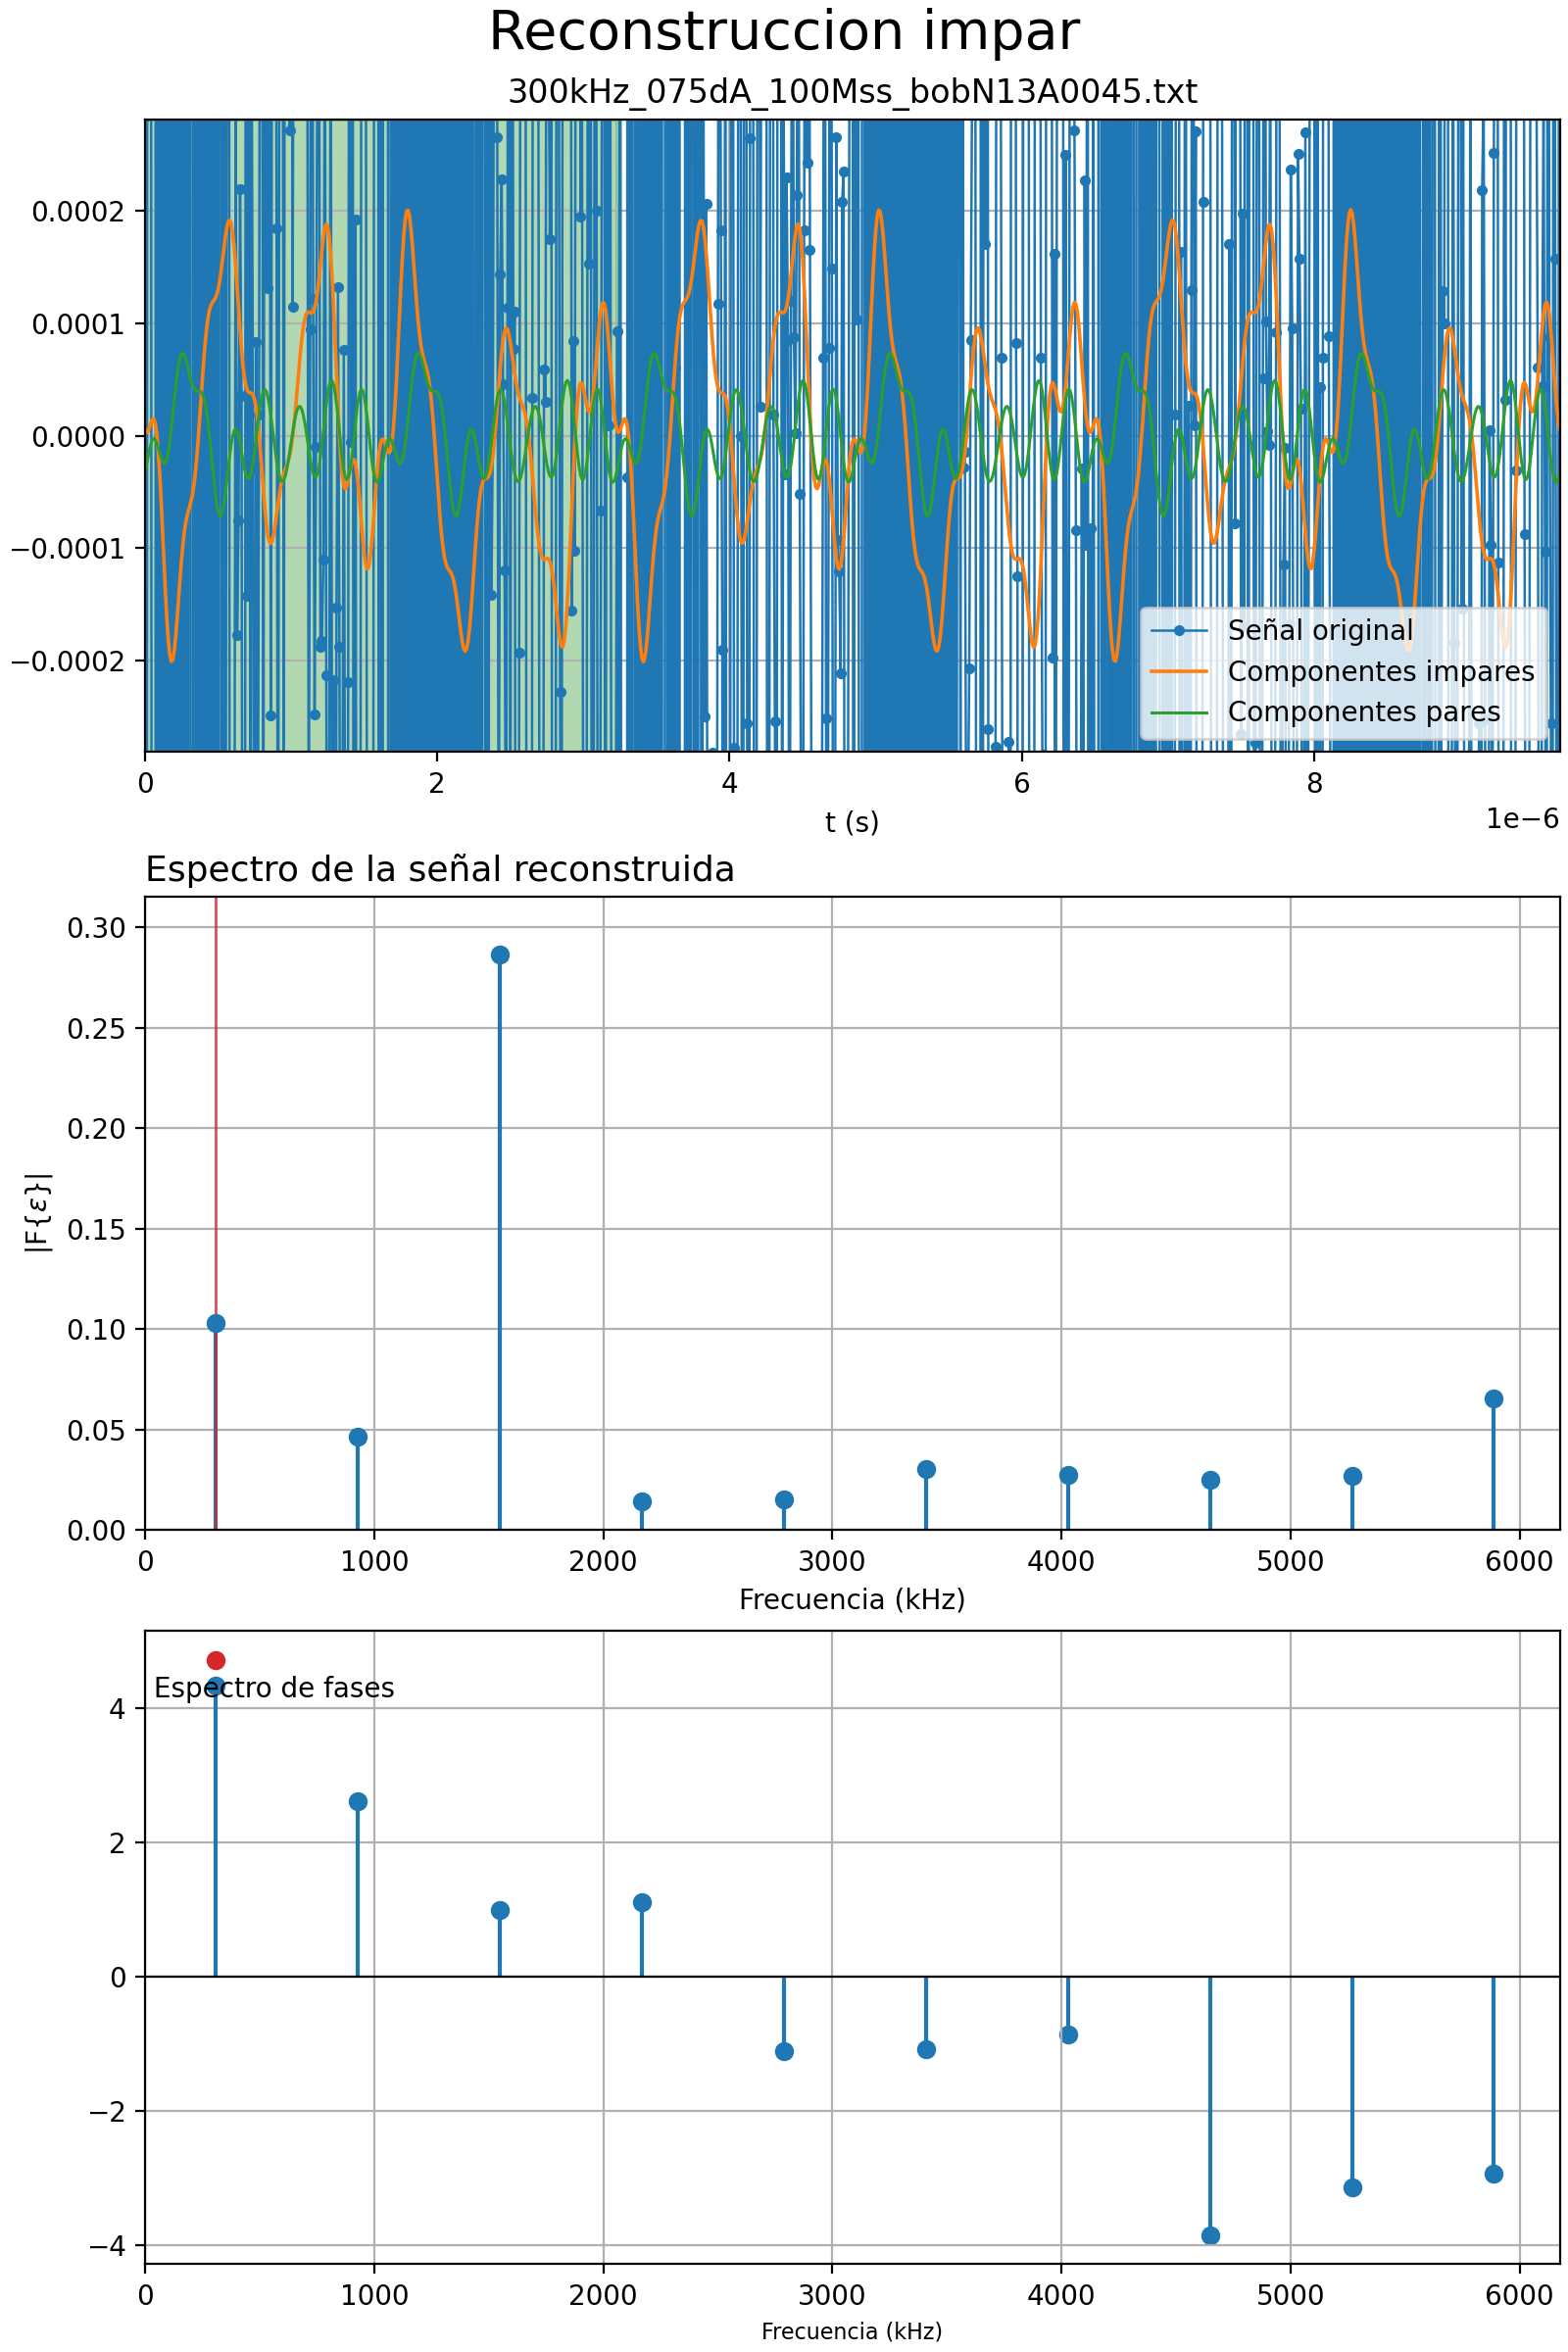 Reconstruccion impar
300kHz_075dA_100Mss_bobN13A0045.txt
0.0002
0.0001
0.0000
−0.0001
−0.0002
Señal original
Componentes impares
Componentes pares
0 2 4 6 8
1e−6
t (s)
Espectro de la señal reconstruida
0.30
0.25
0.20
0.15
0.10
0.05
0.00
|F{ε}|
0 1000 2000 3000 4000 5000 6000
Frecuencia (kHz)
Espectro de fases
4
2
0
−2
−4
0 1000 2000 3000 4000 5000 6000
Frecuencia (kHz)